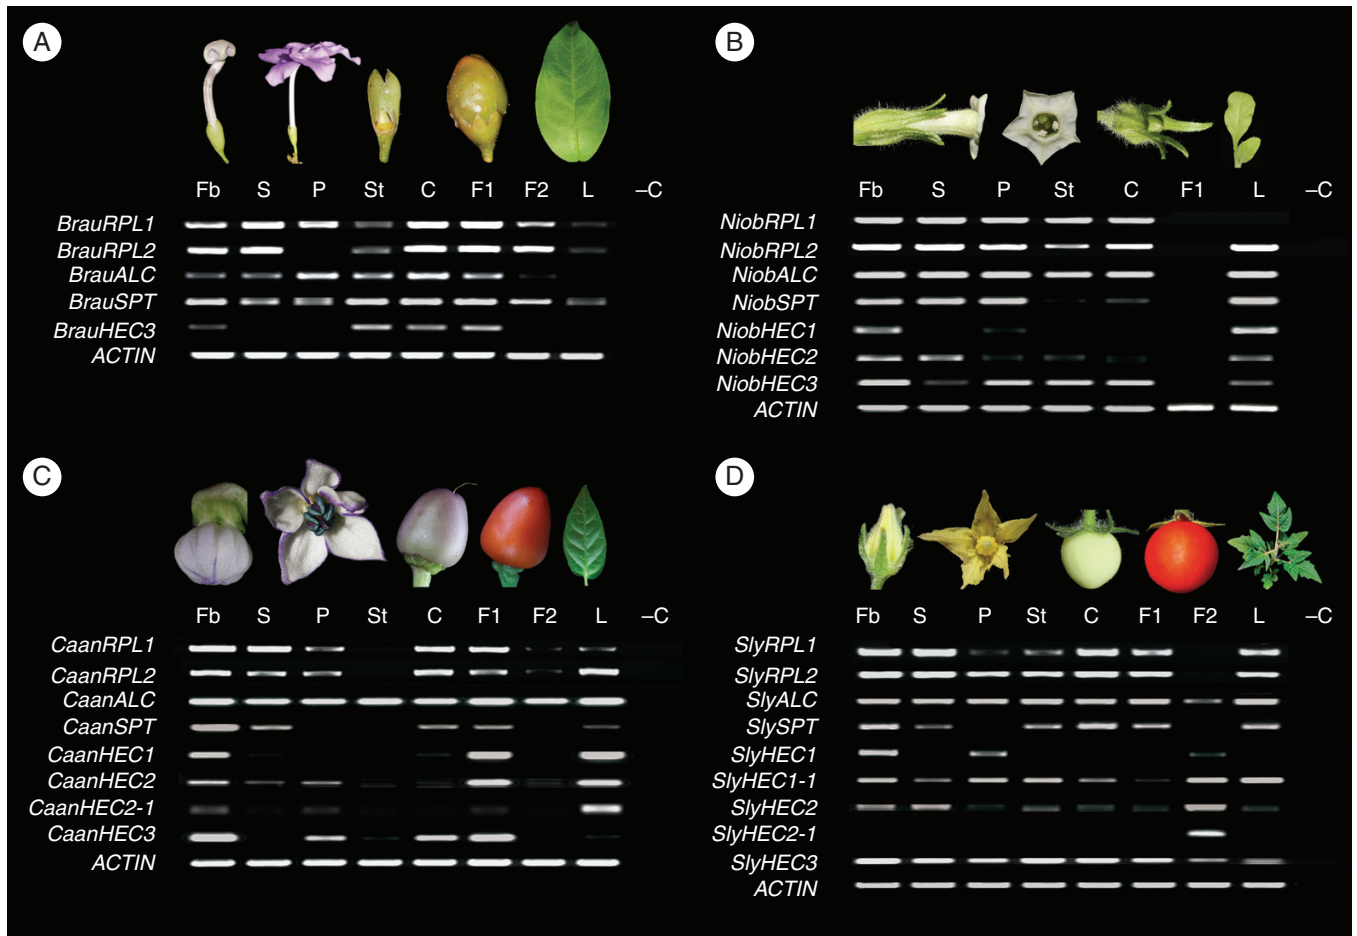 A
Fb S P St C F1 F2 L –C
BrauRPL1
BrauRPL2
BrauALC
BrauSPT
BrauHEC3
ACTIN
B
Fb S P St C F1 L –C
NiobRPL1
NiobRPL2
NiobALC
NiobSPT
NiobHEC1
NiobHEC2
NiobHEC3
ACTIN
C
Fb S P St C F1 F2 L –C
CaanRPL1
CaanRPL2
CaanALC
CaanSPT
CaanHEC1
CaanHEC2
CaanHEC2-1
CaanHEC3
ACTIN
D
Fb S P St C F1 F2 L –C
SlyRPL1
SlyRPL2
SlyALC
SlySPT
SlyHEC1
SlyHEC1-1
SlyHEC2
SlyHEC2-1
SlyHEC3
ACTIN